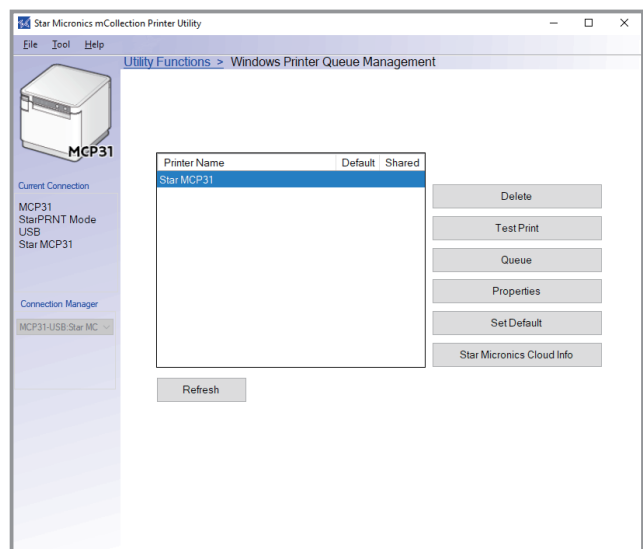 Star Micronics mCollection Printer Utility
File Tool Help
Utility Functions > Windows Printer Queue Management
MCP31
Current Connection
MCP31
StarPRNT Mode
USB
Star MCP31
Connection Manager
MCP31-USB:Star MC
Printer Name Default Shared
Star MCP31
Delete
Test Print
Queue
Properties
Set Default
Star Micronics Cloud Info
Refresh